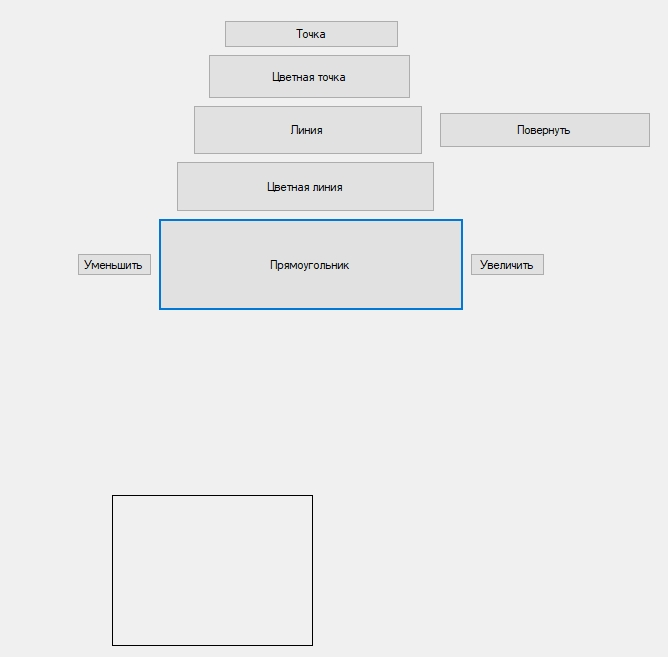 Точка
Цветная точка
Линия
Повернуть
Цветная линия
Уменьшить
Прямоугольник
Увеличить